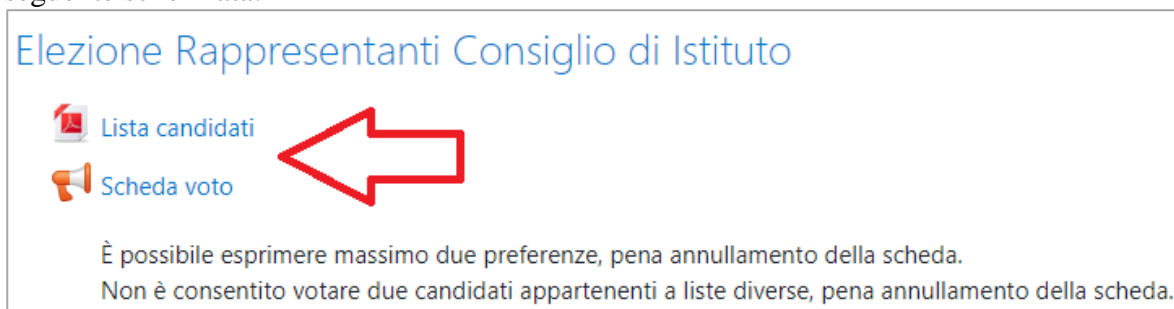 Elezione Rappresentanti Consiglio di Istituto
Lista candidati
Scheda voto
È possibile esprimere massimo due preferenze, pena annullamento della scheda.
Non è consentito votare due candidati appartenenti a liste diverse, pena annullamento della scheda.